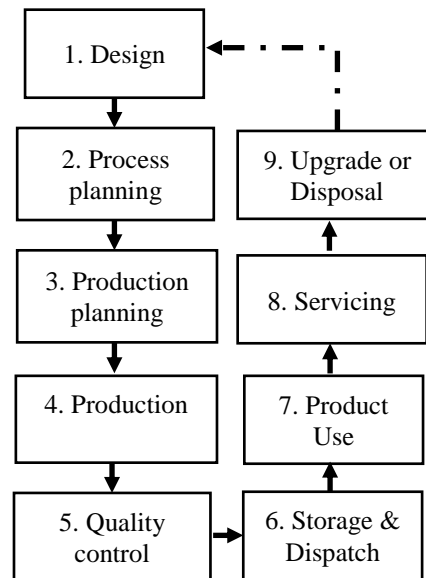 1. Design
2. Process
planning
3. Production
planning
4. Production
5. Quality
control
6. Storage &
Dispatch
7. Product
Use
8. Servicing
9. Upgrade or
Disposal